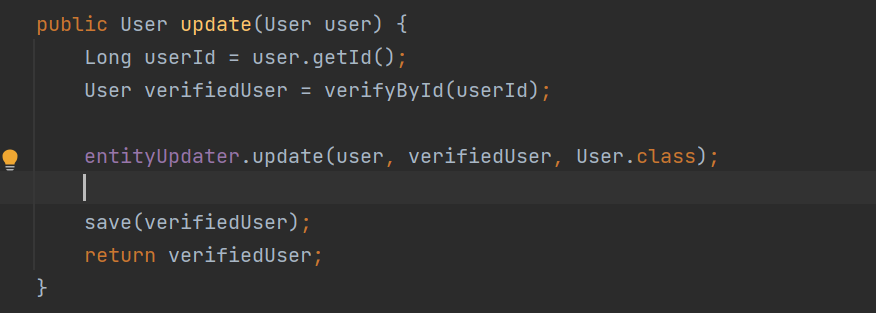 public User update(User user) {
Long userId = user.getId();
User verifiedUser = verifyById(userId);
entityUpdater.update(user, verifiedUser, User.class);
save(verifiedUser);
return verifiedUser;
}